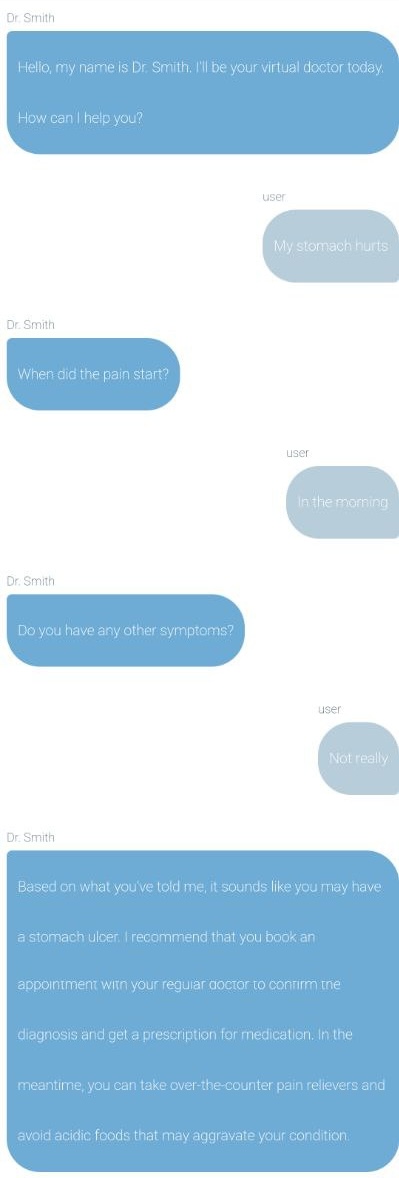 Dr. Smith
Hello, my name is Dr. Smith. I'll be your virtual doctor today.
How can I help you?
user
My stomach hurts
Dr. Smith
When did the pain start?
user
In the morning
Dr. Smith
Do you have any other symptoms?
user
Not really
Dr. Smith
Based on what you've told me, it sounds like you may have
a stomach ulcer. I recommend that you book an
appointment with your regular doctor to confirm the
diagnosis and get a prescription for medication. In the
meantime, you can take over-the-counter pain relievers and
avoid acidic foods that may aggravate your condition.